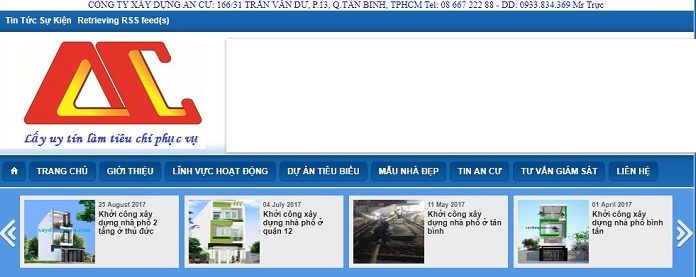 CÔNG TY XÂY DỰNG AN CƯ: 166/31 TRẦN VĂN DƯ, P.13, Q.TÂN BÌNH, TPHCM Tel: 08 667 222 88 - DD: 0933.834.369 Mr Trực
Tin Tức Sự Kiện Retrieving RSS feed(s)
Lấy uy tín làm tiêu chí phục vụ
TRANG CHỦ GIỚI THIỆU LĨNH VỰC HOẠT ĐỘNG DỰ ÁN TIÊU BIỂU MẪU NHÀ ĐẸP TIN AN CƯ TƯ VẤN GIÁM SÁT LIÊN HỆ
25 August 2017
Khởi công xây
dựng nhà phố 2
tầng ở thủ đức
04 July 2017
Khởi công xây
dựng nhà phố ở
quận 12
11 May 2017
Khởi công xây
dựng nhà phố ở tân
bình
01 April 2017
Khởi công xây
dựng nhà phố bình
tân